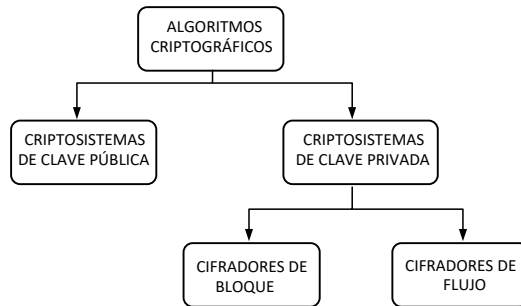 ALGORITMOS
CRIPTOGRÁFICOS
CRIPTOSISTEMAS
DE CLAVE PÚBLICA
CRIPTOSISTEMAS
DE CLAVE PRIVADA
CIFRADORES DE
BLOQUE
CIFRADORES DE
FLUJO